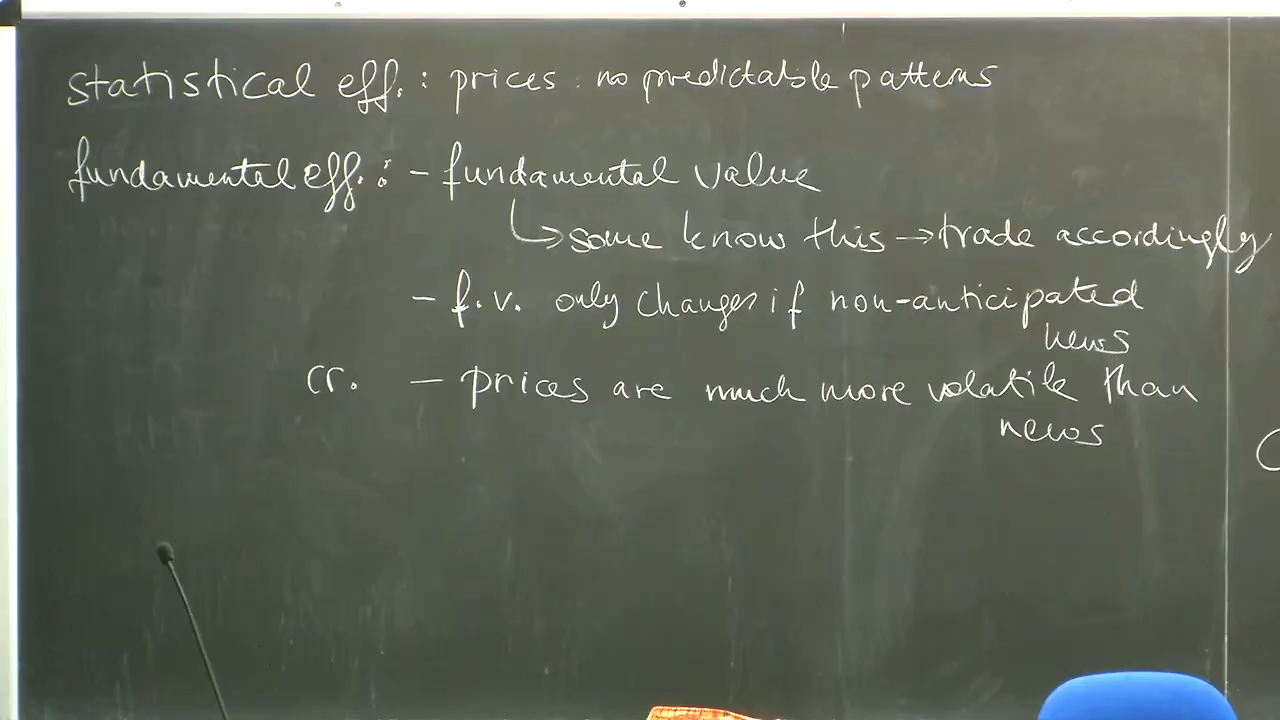 statistical eff. : prices : no predictable patterns
fundamental eff. : - fundamental value
↳ some know this → trade accordingly
- f.v. only changes if non-anticipated
news
cr. - prices are much more volatile than
news